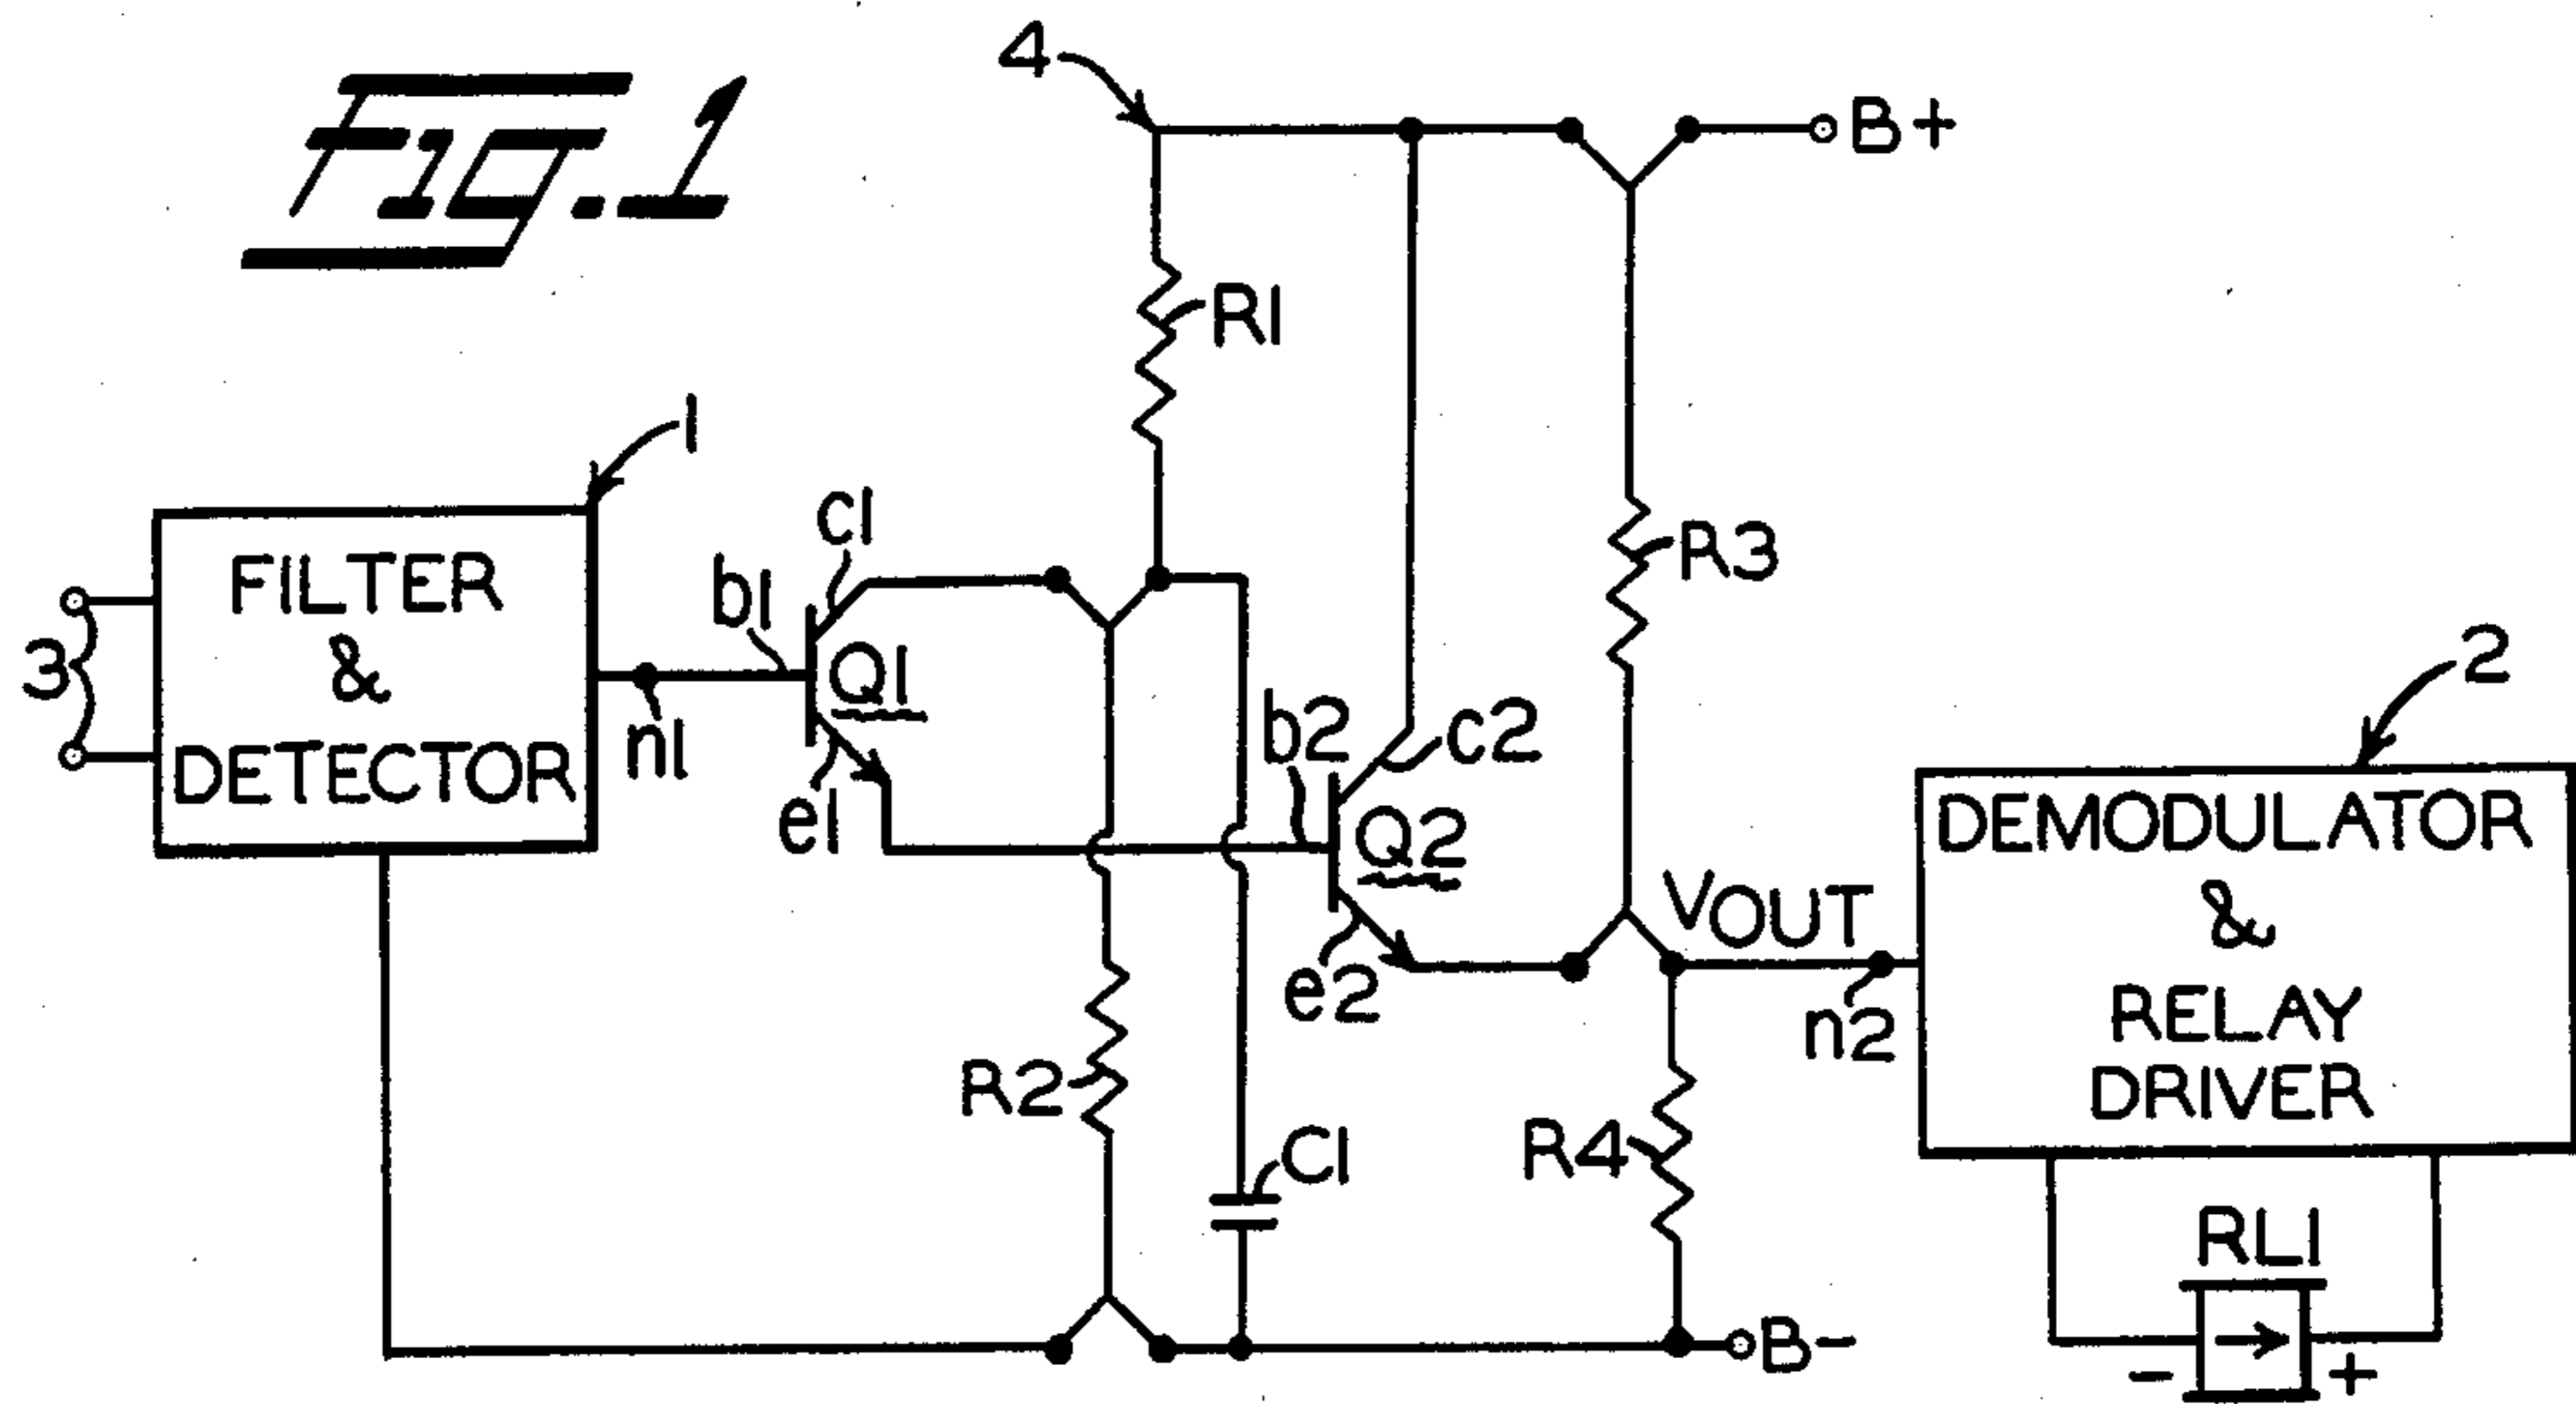 Fig. 1
4
B+
R1
1
c1
b1
R3
FILTER
&
DETECTOR
3
n1
Q1
e1
b2
c2
Q2
e2
2
VOUT
n2
DEMODULATOR
&
RELAY
DRIVER
R2
C1
R4
RL1
B-
- +